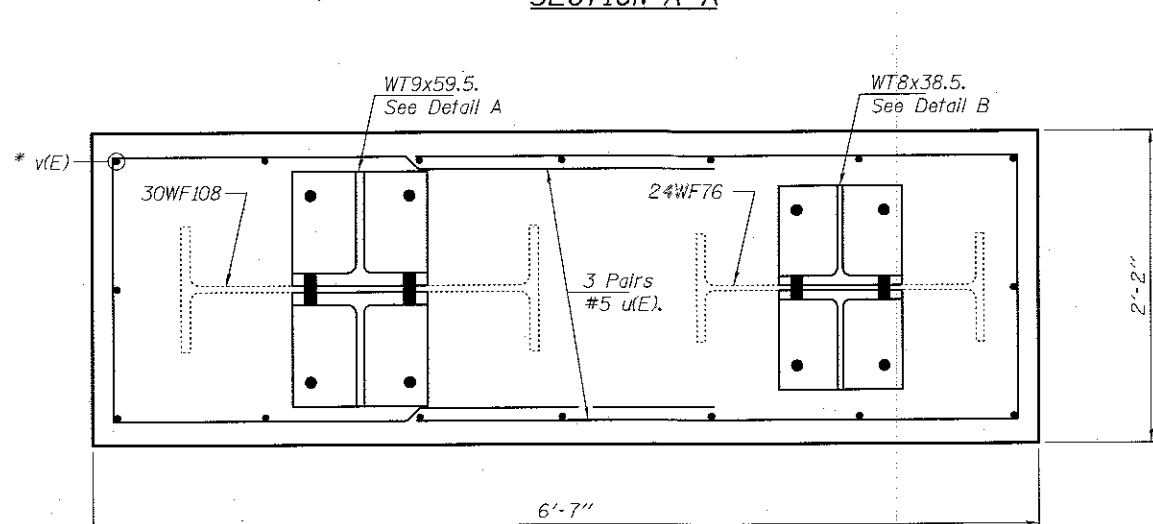 SECTION A-A
WT9x59.5.
See Detail A
WT8x38.5.
See Detail B
* v(E)
30WF108
24WF76
3 Pairs
#5 u(E).
2'-2"
6'-7"